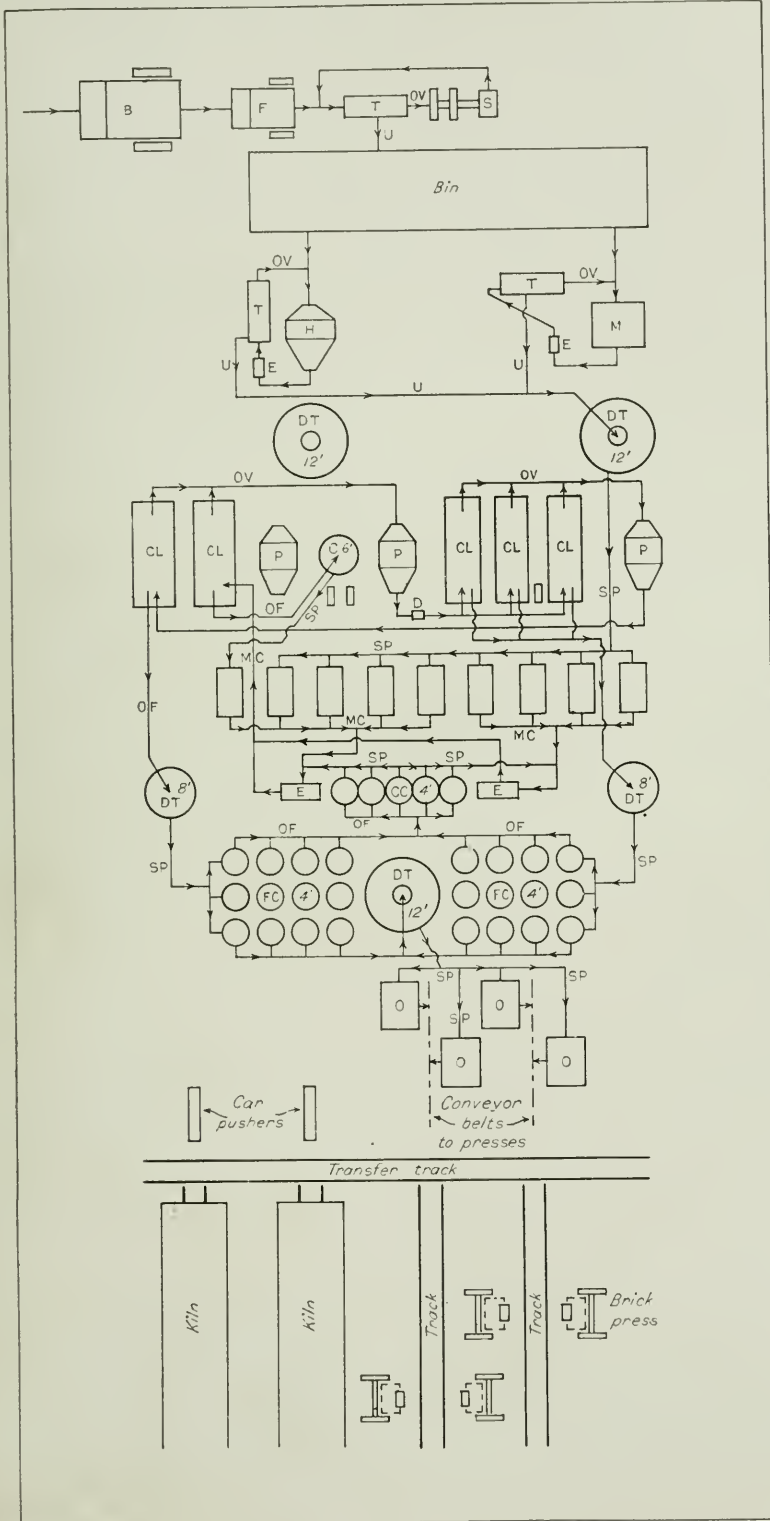 B
F
T
OV
S
U
Bin
OV
T
H
E
U
T
OV
M
E
U
U
DT
12'
DT
12'
OV
OV
CL
CL
P
C 6'
P
CL
CL
CL
P
OF
SP
D
SP
MC
SP
OF
MC
MC
SP
SP
E
CC
4'
E
OF
8'
DT
8'
DT
SP
OF
OF
SP
FC
4'
DT
12'
FC
4'
SP
SP
SP
O
O
O
O
Car
pushers
Conveyor
belts
to presses
Transfer track
Kiln
Kiln
Track
Track
Brick
press